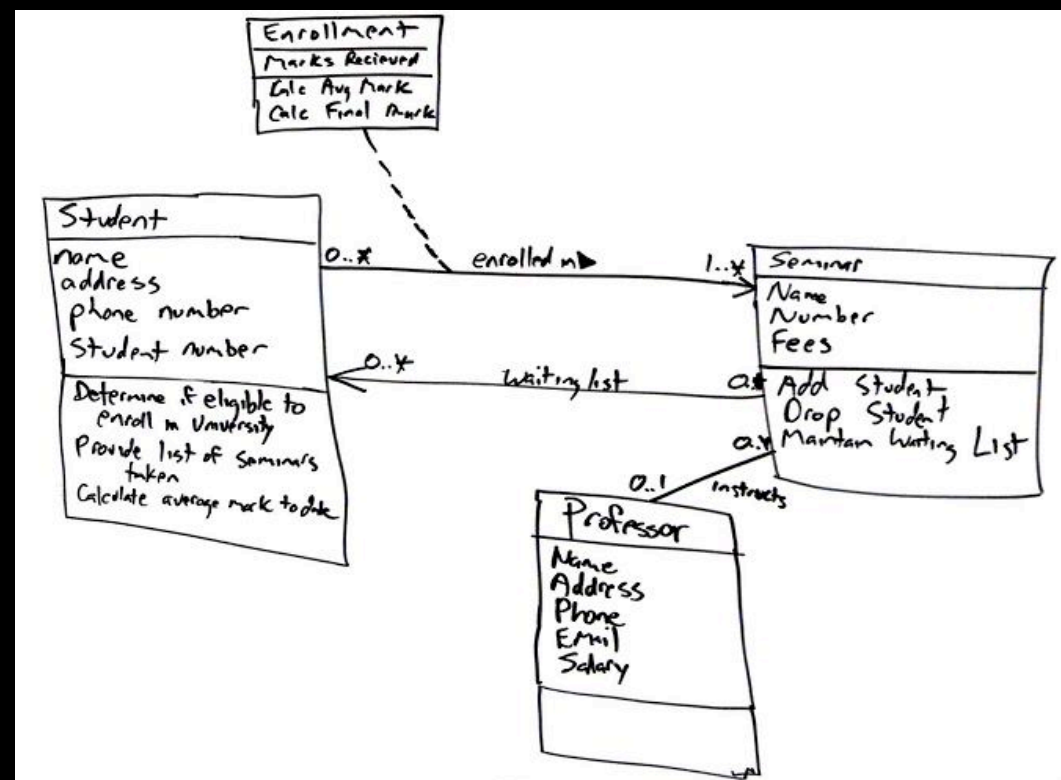 Enrollment
Marks Recieved
Calc Avg Mark
Calc Final Mark
Student
name
address
phone number
Student number
Determine if eligible to
enroll in University
Provide list of seminars
taken
Calculate average mark to date
0..*
enrolled in
1..*
0..*
Waiting list
0..*
Seminar
Name
Number
Fees
Add Student
Drop Student
Maintain Waiting List
0..*
instructs
0..1
Professor
Name
Address
Phone
Email
Salary